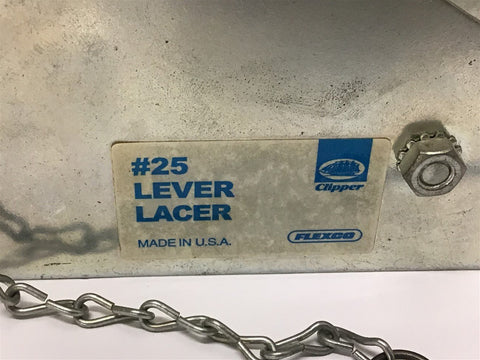 #25
LEVER
LACER
MADE IN U.S.A.
Clipper
FLEXCO